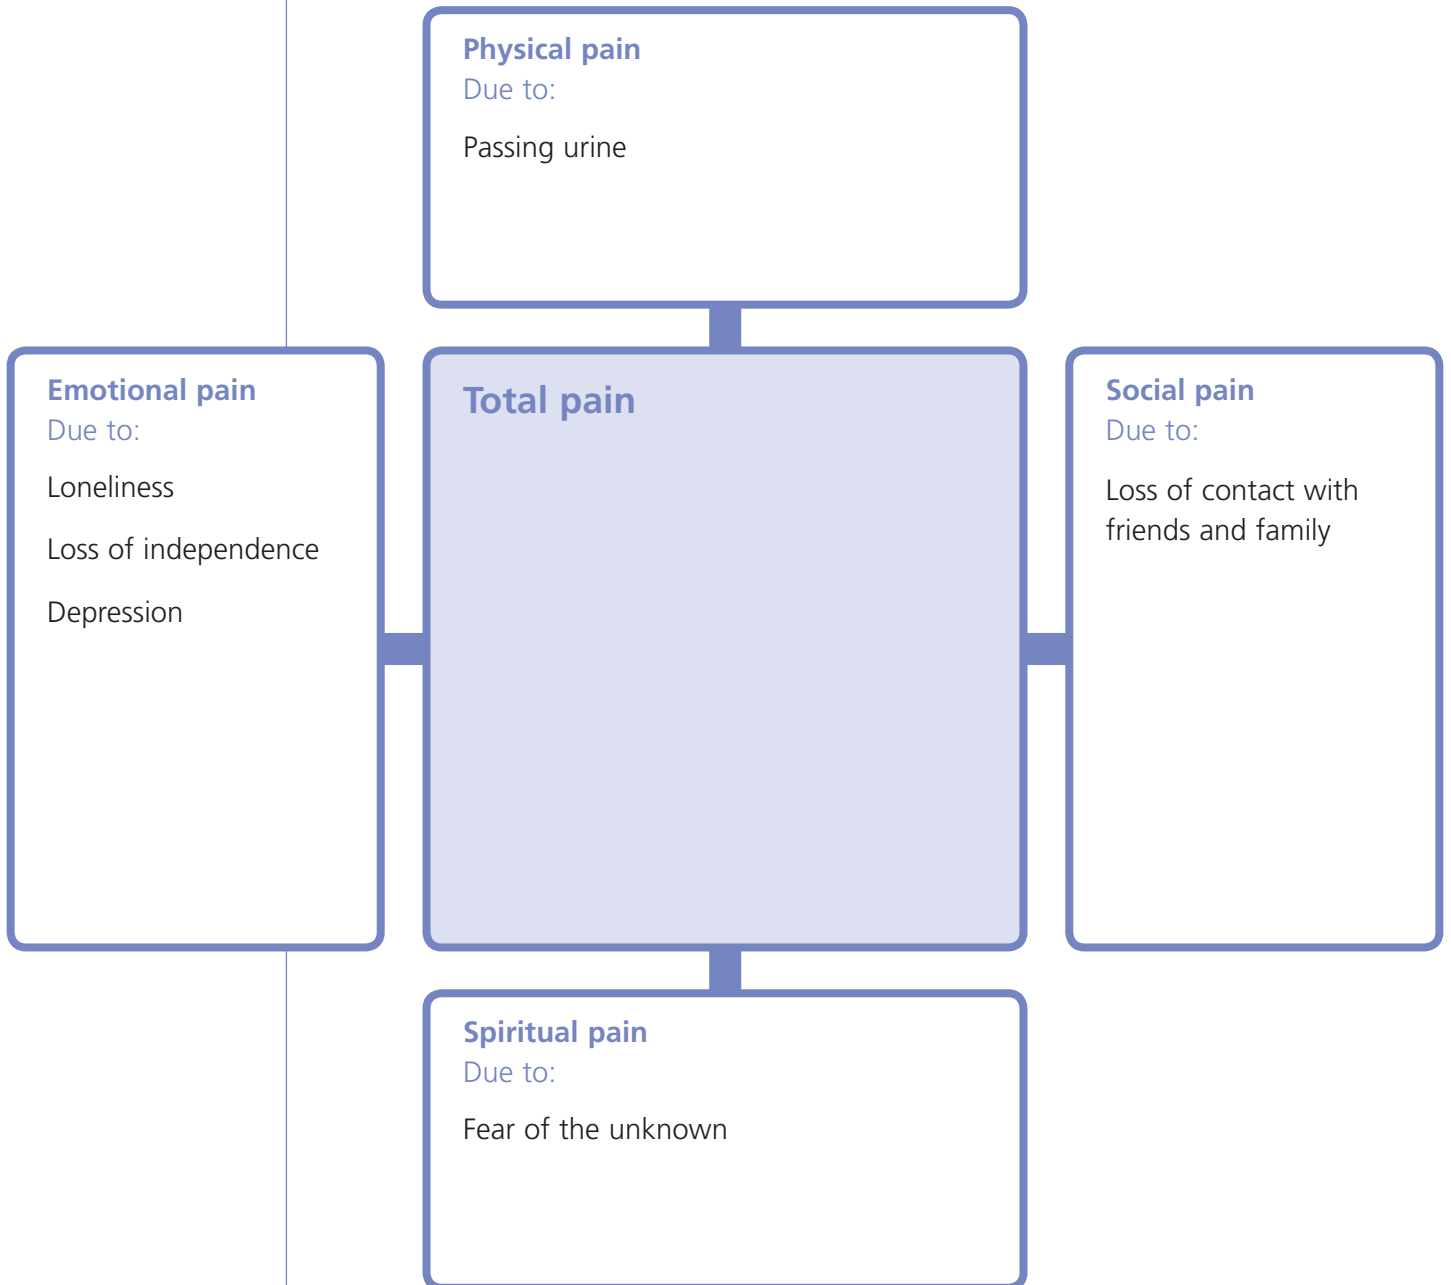 Physical pain
Due to:
Passing urine
Emotional pain
Due to:
Loneliness
Loss of independence
Depression
Total pain
Social pain
Due to:
Loss of contact with
friends and family
Spiritual pain
Due to:
Fear of the unknown